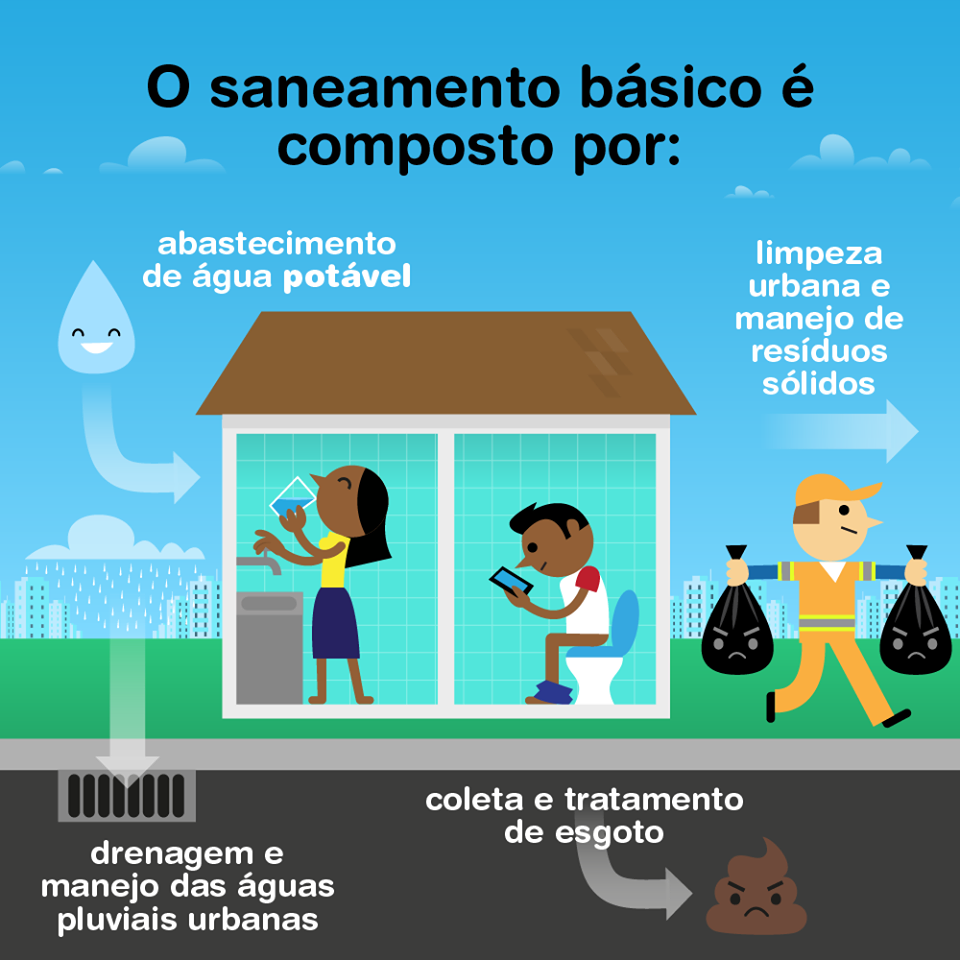 O saneamento básico é
composto por:
abastecimento
de água potável
limpeza
urbana e
manejo de
resíduos
sólidos
coleta e tratamento
de esgoto
drenagem e
manejo das águas
pluviais urbanas